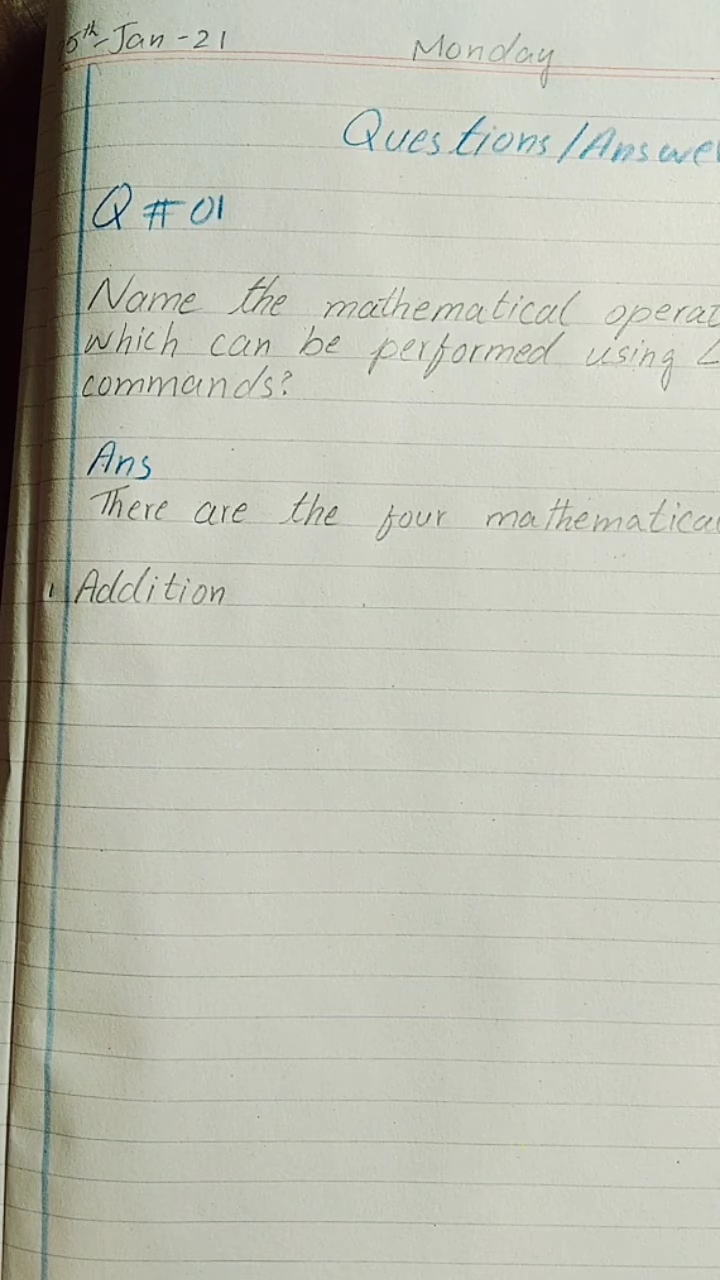 5th-Jan-21 Monday
Questions/Answe
Q # 01
Name the mathematical operat
which can be performed using L
commands?
Ans
There are the four mathematica
1 Addition